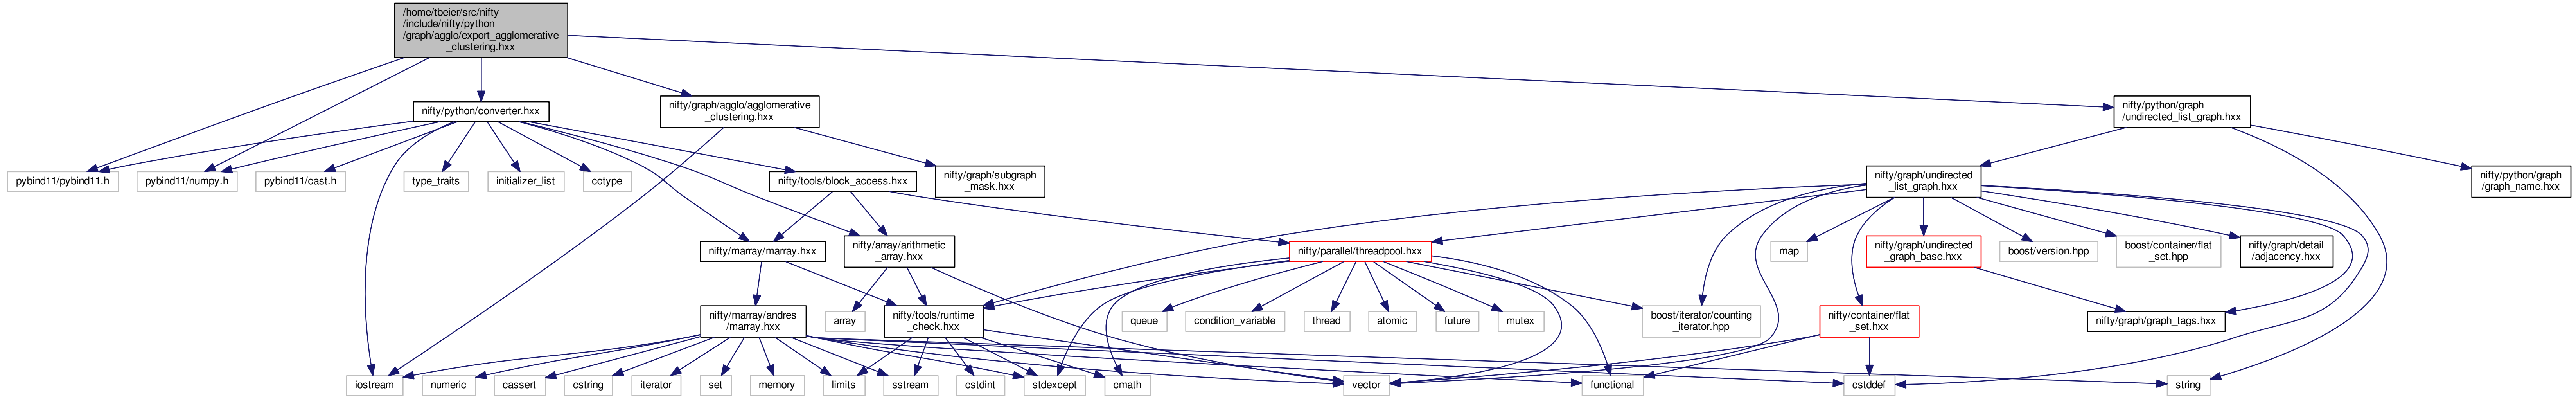 /home/tbeier/src/nifty
/include/nifty/python
/graph/agglo/export_agglomerative
_clustering.hxx
nifty/python/converter.hxx
nifty/graph/agglo/agglomerative
_clustering.hxx
nifty/python/graph
/undirected_list_graph.hxx
pybind11/pybind11.h
pybind11/numpy.h
pybind11/cast.h
type_traits
initializer_list
cctype
nifty/tools/block_access.hxx
nifty/graph/subgraph
_mask.hxx
nifty/graph/undirected
_list_graph.hxx
nifty/python/graph
/graph_name.hxx
nifty/marray/marray.hxx
nifty/array/arithmetic
_array.hxx
nifty/parallel/threadpool.hxx
map
nifty/graph/undirected
_graph_base.hxx
boost/version.hpp
boost/container/flat
_set.hpp
nifty/graph/detail
/adjacency.hxx
nifty/marray/andres
/marray.hxx
array
nifty/tools/runtime
_check.hxx
queue
condition_variable
thread
atomic
future
mutex
boost/iterator/counting
_iterator.hpp
nifty/container/flat
_set.hxx
nifty/graph/graph_tags.hxx
iostream
numeric
cassert
cstring
iterator
set
memory
limits
sstream
cstdint
stdexcept
cmath
vector
functional
cstddef
string